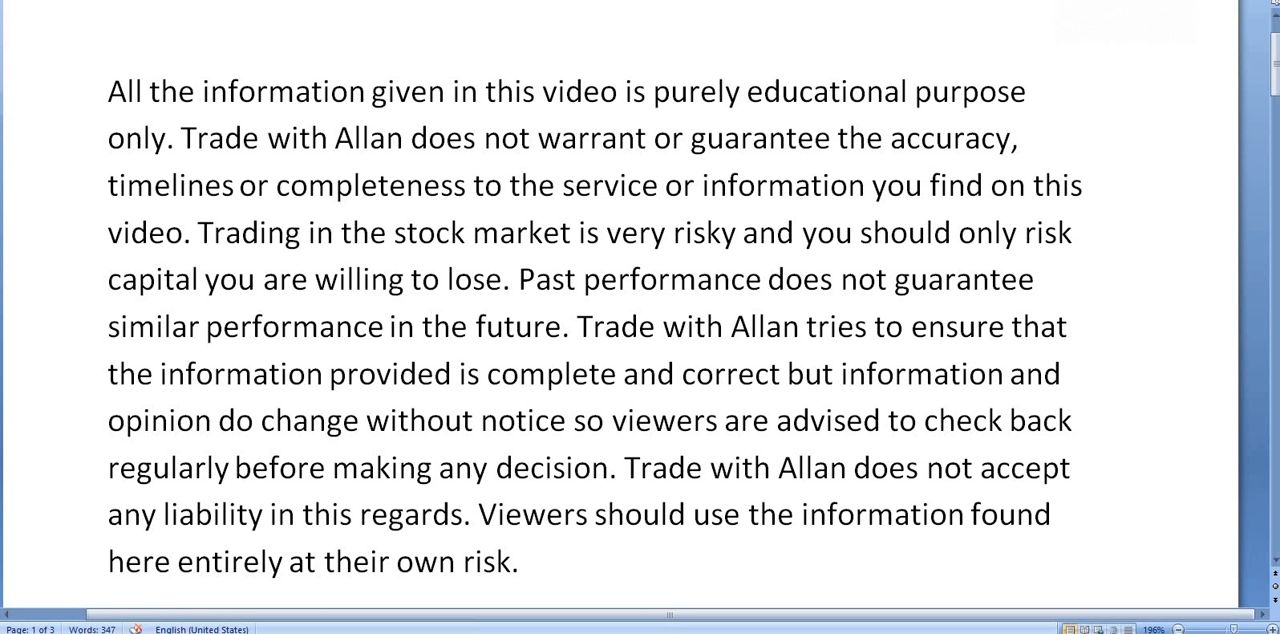 All the information given in this video is purely educational purpose
only. Trade with Allan does not warrant or guarantee the accuracy,
timelines or completeness to the service or information you find on this
video. Trading in the stock market is very risky and you should only risk
capital you are willing to lose. Past performance does not guarantee
similar performance in the future. Trade with Allan tries to ensure that
the information provided is complete and correct but information and
opinion do change without notice so viewers are advised to check back
regularly before making any decision. Trade with Allan does not accept
any liability in this regards. Viewers should use the information found
here entirely at their own risk.
Page: 1 of 3 Words: 347 English (United States) 196%